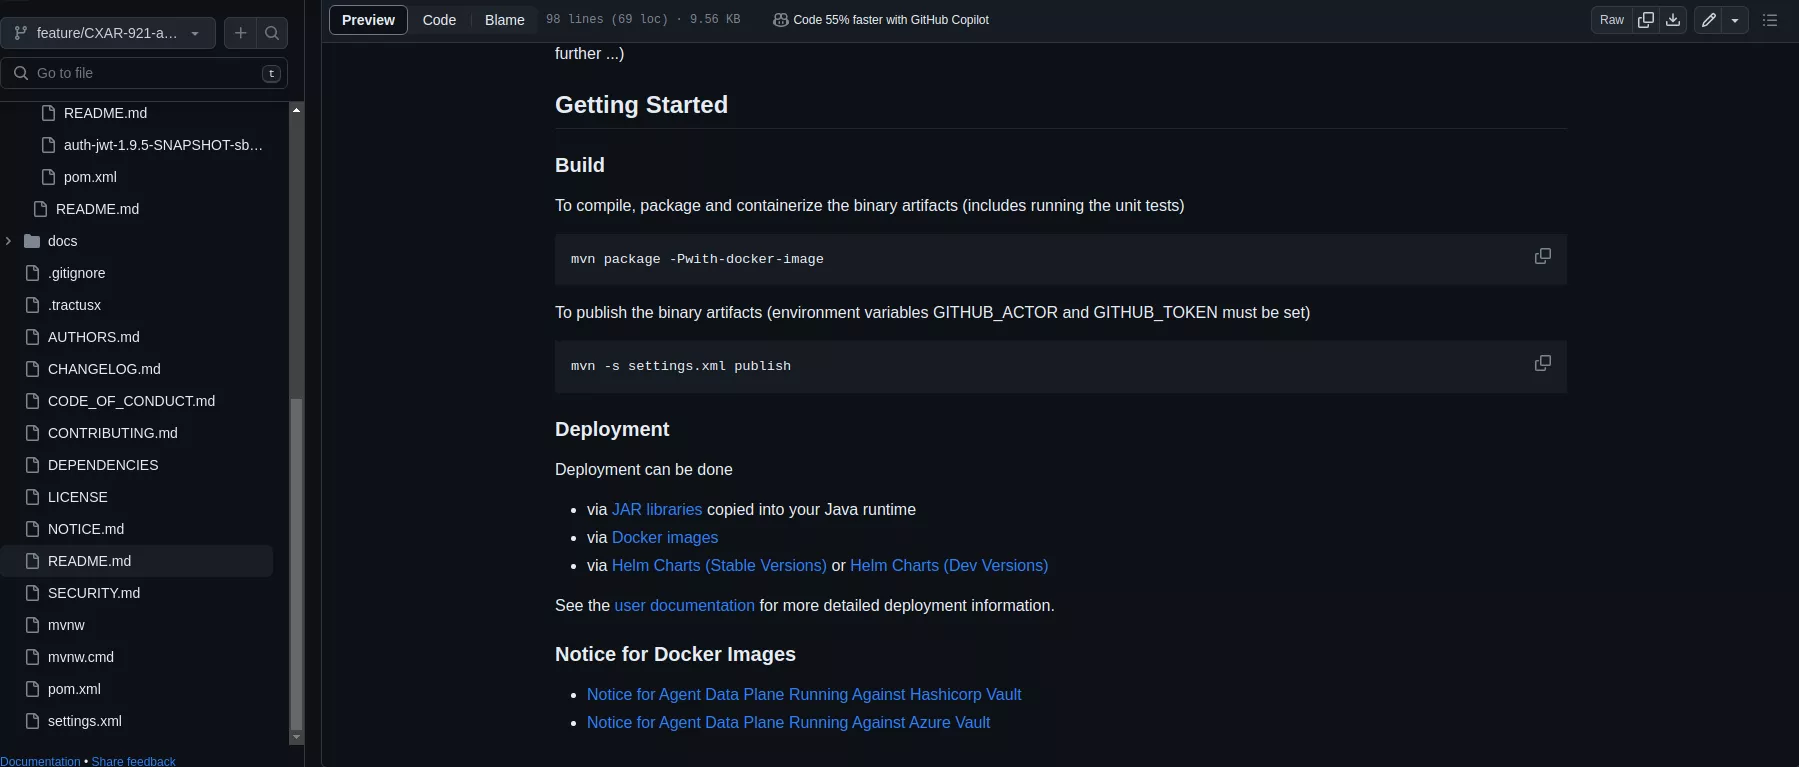 feature/CXAR-921-a...
Go to file
t
README.md
auth-jwt-1.9.5-SNAPSHOT-sb...
pom.xml
README.md
docs
.gitignore
.tractusx
AUTHORS.md
CHANGELOG.md
CODE_OF_CONDUCT.md
CONTRIBUTING.md
DEPENDENCIES
LICENSE
NOTICE.md
README.md
SECURITY.md
mvnw
mvnw.cmd
pom.xml
settings.xml
Documentation • Share feedback
Preview Code Blame 98 lines (69 loc) · 9.56 KB Code 55% faster with GitHub Copilot Raw
further ...)
Getting Started
Build
To compile, package and containerize the binary artifacts (includes running the unit tests)
mvn package -Pwith-docker-image
To publish the binary artifacts (environment variables GITHUB_ACTOR and GITHUB_TOKEN must be set)
mvn -s settings.xml publish
Deployment
Deployment can be done
• via JAR libraries copied into your Java runtime
• via Docker images
• via Helm Charts (Stable Versions) or Helm Charts (Dev Versions)
See the user documentation for more detailed deployment information.
Notice for Docker Images
• Notice for Agent Data Plane Running Against Hashicorp Vault
• Notice for Agent Data Plane Running Against Azure Vault